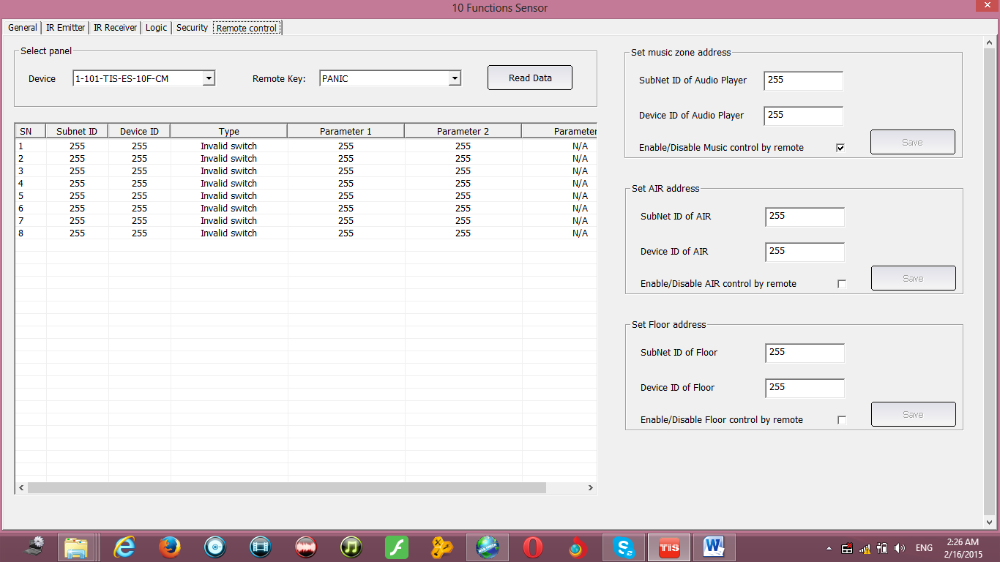 10 Functions Sensor
General IR Emitter IR Receiver Logic Security Remote control
Select panel
Device 1-101-TIS-ES-10F-CM Remote Key: PANIC Read Data
SN Subnet ID Device ID Type Parameter 1 Parameter 2 Parameter
1 255 255 Invalid switch 255 255 N/A
2 255 255 Invalid switch 255 255 N/A
3 255 255 Invalid switch 255 255 N/A
4 255 255 Invalid switch 255 255 N/A
5 255 255 Invalid switch 255 255 N/A
6 255 255 Invalid switch 255 255 N/A
7 255 255 Invalid switch 255 255 N/A
8 255 255 Invalid switch 255 255 N/A
Set music zone address
SubNet ID of Audio Player 255
Device ID of Audio Player 255
Enable/Disable Music control by remote Save
Set AIR address
SubNet ID of AIR 255
Device ID of AIR 255
Enable/Disable AIR control by remote Save
Set Floor address
SubNet ID of Floor 255
Device ID of Floor 255
Enable/Disable Floor control by remote Save
TIS
ENG
2:26 AM
2/16/2015